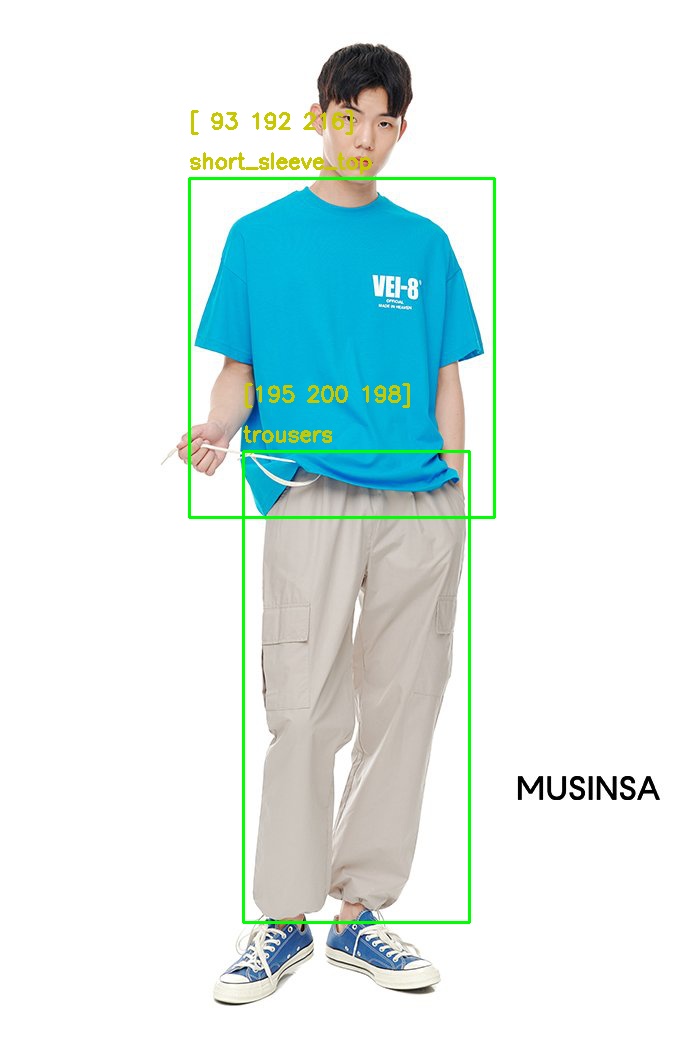 [ 93 192 216]
short_sleeve_top
VEI-8
OFFICIAL
MADE IN HEAVEN
[195 200 198]
trousers
MUSINSA